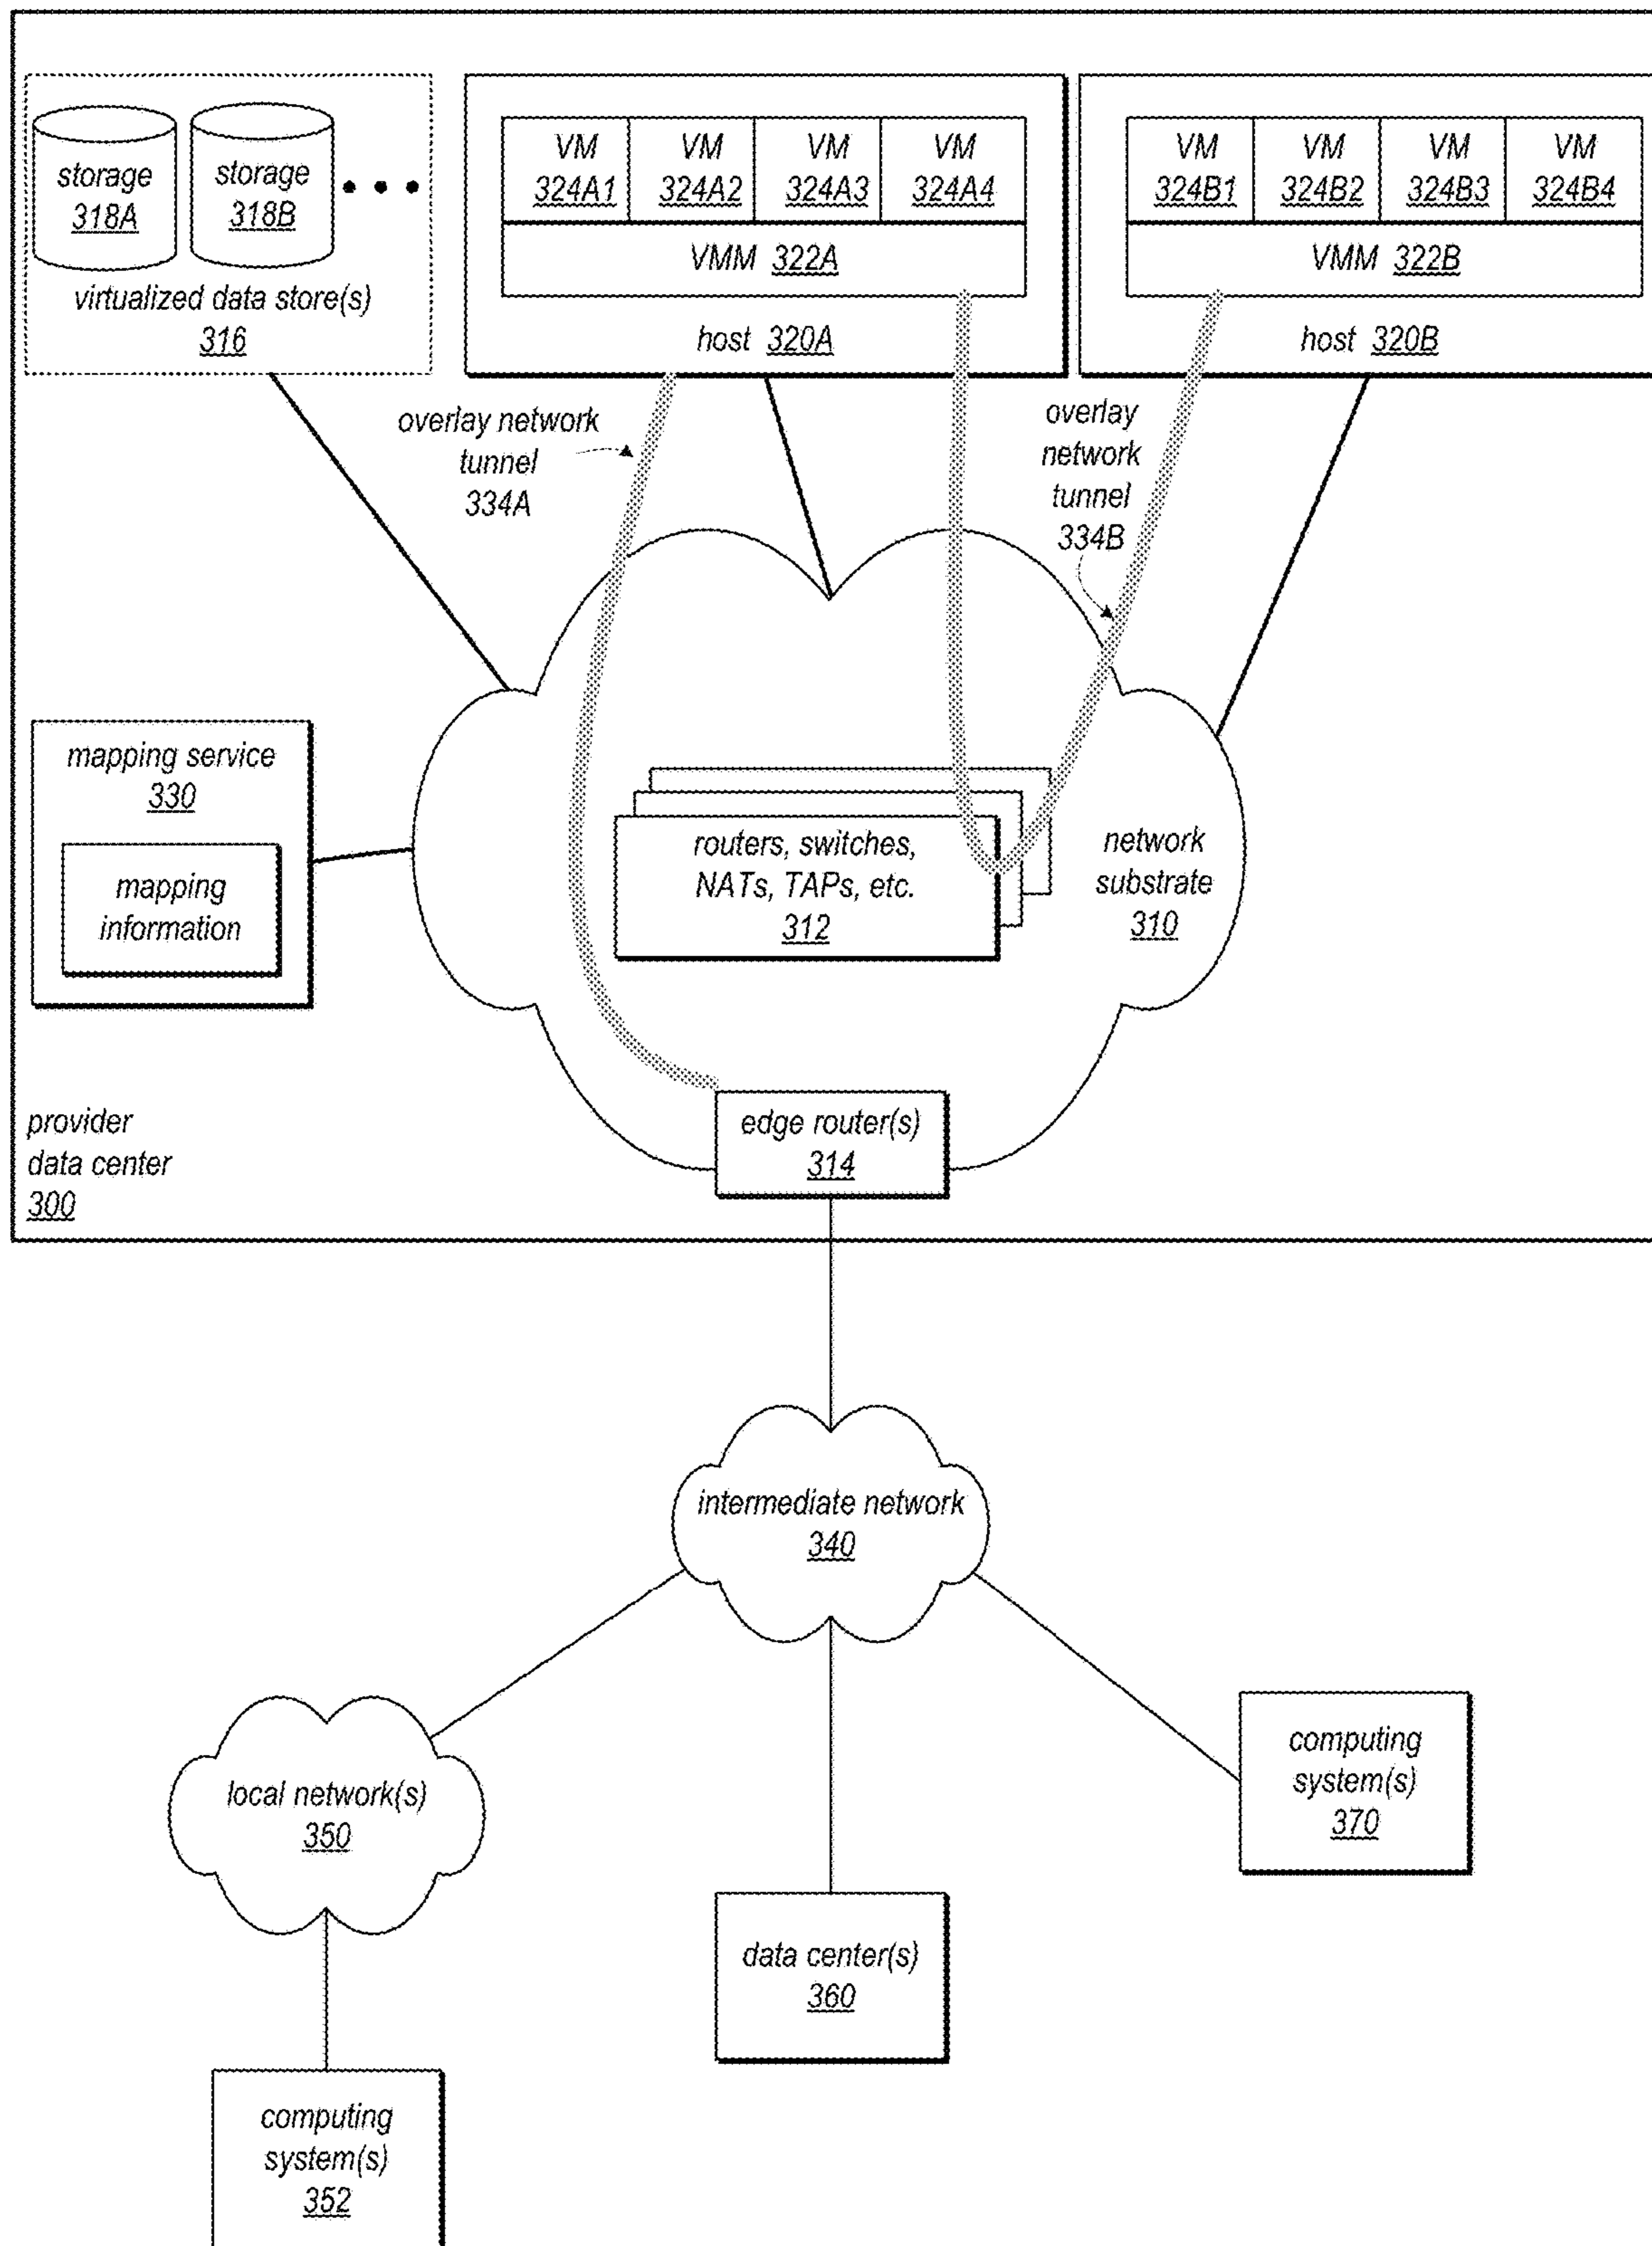 storage
318A
storage
318B
virtualized data store(s)
316
VM
324A1
VM
324A2
VM
324A3
VM
324A4
VMM 322A
host 320A
VM
324B1
VM
324B2
VM
324B3
VM
324B4
VMM 322B
host 320B
overlay network
tunnel
334A
overlay
network
tunnel
334B
mapping service
330
mapping
information
routers, switches,
NATs, TAPs, etc.
312
network
substrate
310
edge router(s)
314
provider
data center
300
intermediate network
340
local network(s)
350
computing
system(s)
370
data center(s)
360
computing
system(s)
352